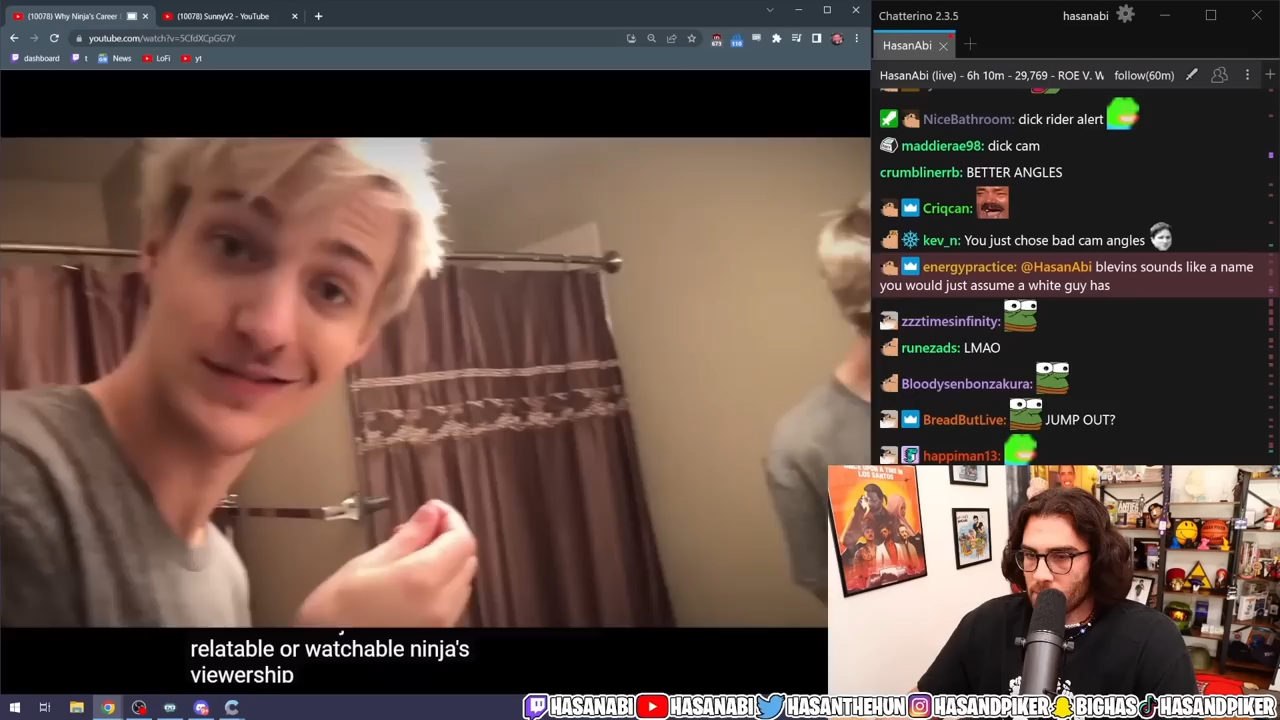 (10078) Why Ninja's Career (
(10078) SunnyV2 - YouTube
youtube.com/watch?v=5CfdXCpGG7Y
dashboard
t
News
LoFi
yt
Chatterino 2.3.5
hasanabi
HasanAbi
HasanAbi (live) - 6h 10m - 29,769 - ROE V. W
follow(60m)
NiceBathroom: dick rider alert
maddierae98: dick cam
crumblinerrb: BETTER ANGLES
Criqcan:
kev_n: You just chose bad cam angles
energypractice: @HasanAbi blevins sounds like a name
you would just assume a white guy has
zzztimesinfinity:
runezads: LMAO
Bloodysenbonzakura:
BreadButLive: JUMP OUT?
happiman13:
LOS SANTOS
relatable or watchable ninja's
viewership
HASANABI
HASANABI
HASANTHEHUN
HASANDPIKER
BIGHAS
HASANDPIKER